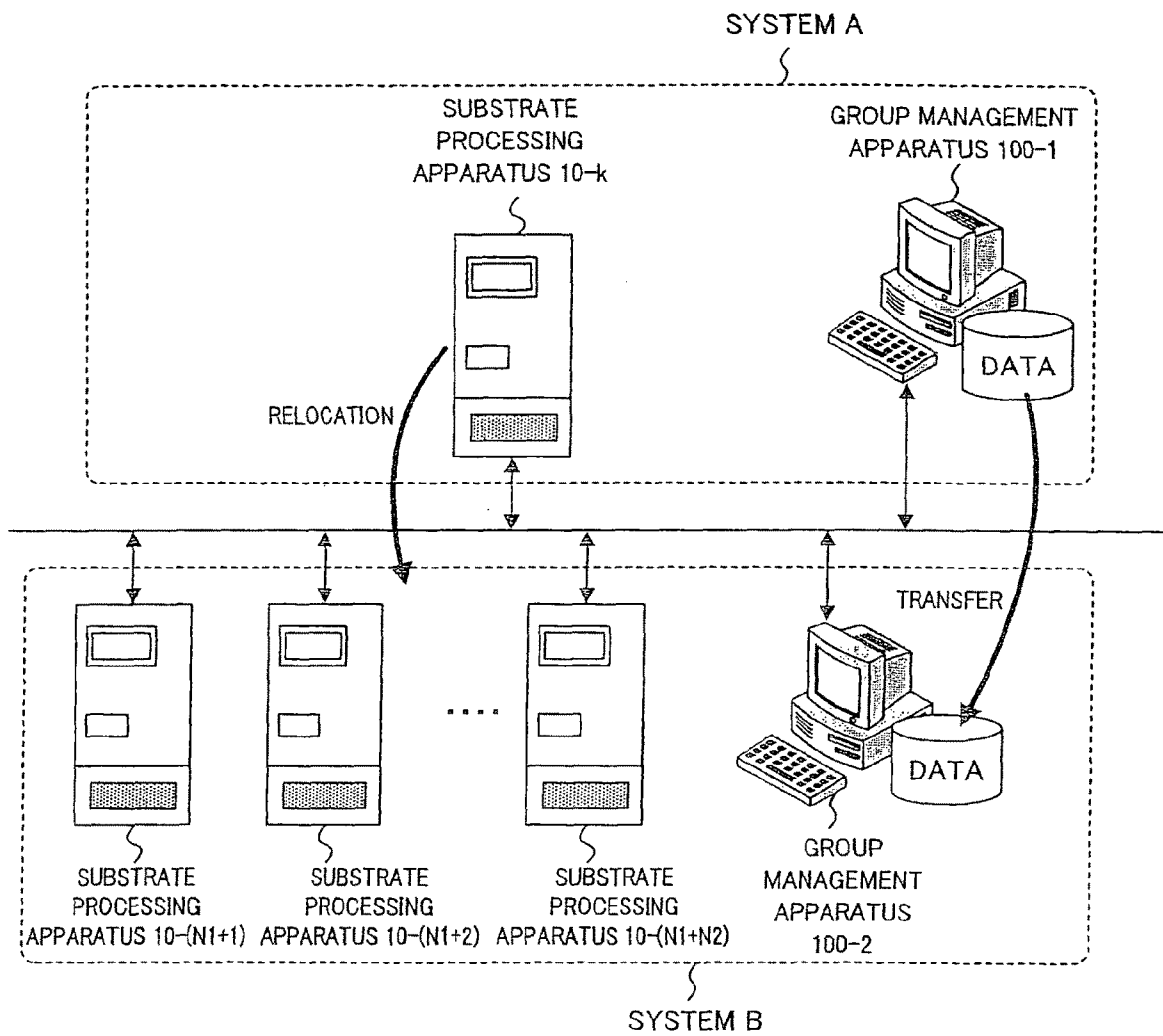 SYSTEM A
SUBSTRATE
PROCESSING
APPARATUS 10-k
GROUP MANAGEMENT
APPARATUS 100-1
DATA
RELOCATION
TRANSFER
DATA
SUBSTRATE
PROCESSING
APPARATUS 10-(N1+1)
SUBSTRATE
PROCESSING
APPARATUS 10-(N1+2)
SUBSTRATE
PROCESSING
APPARATUS 10-(N1+N2)
GROUP
MANAGEMENT
APPARATUS
100-2
SYSTEM B